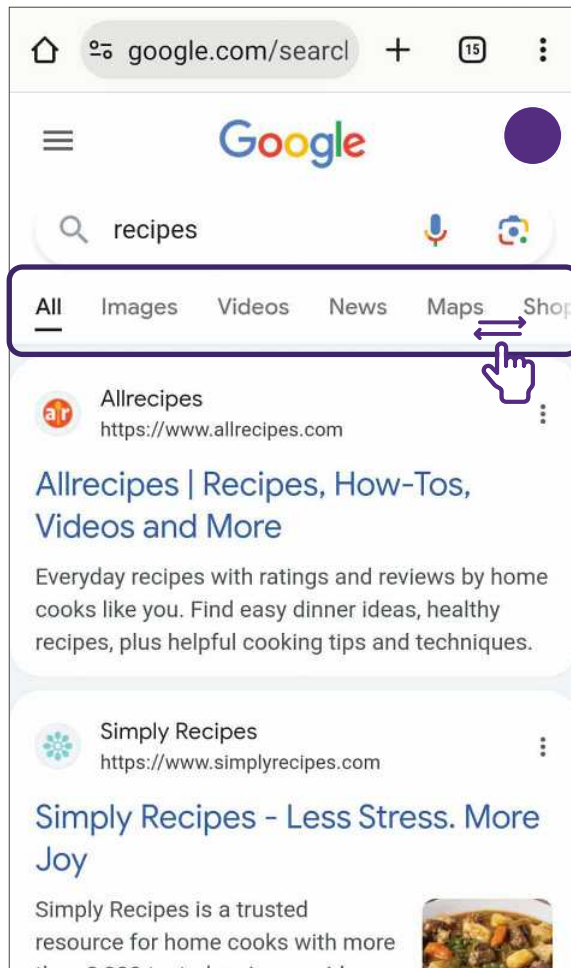 google.com/searcl
15
Google
recipes
All Images Videos News Maps Shop
Allrecipes
https://www.allrecipes.com
Allrecipes | Recipes, How-Tos,
Videos and More
Everyday recipes with ratings and reviews by home
cooks like you. Find easy dinner ideas, healthy
recipes, plus helpful cooking tips and techniques.
Simply Recipes
https://www.simplyrecipes.com
Simply Recipes - Less Stress. More
Joy
Simply Recipes is a trusted
resource for home cooks with more